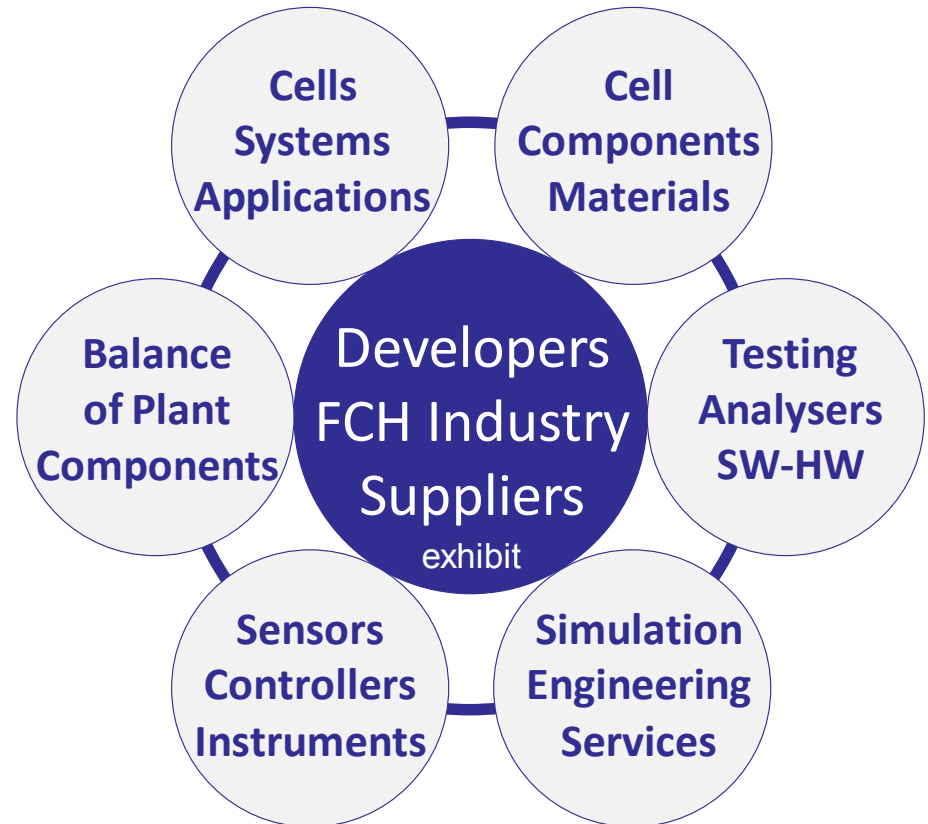 Cells
Systems
Applications
Cell
Components
Materials
Balance
of Plant
Components
Developers
FCH Industry
Suppliers
exhibit
Testing
Analysers
SW-HW
Sensors
Controllers
Instruments
Simulation
Engineering
Services